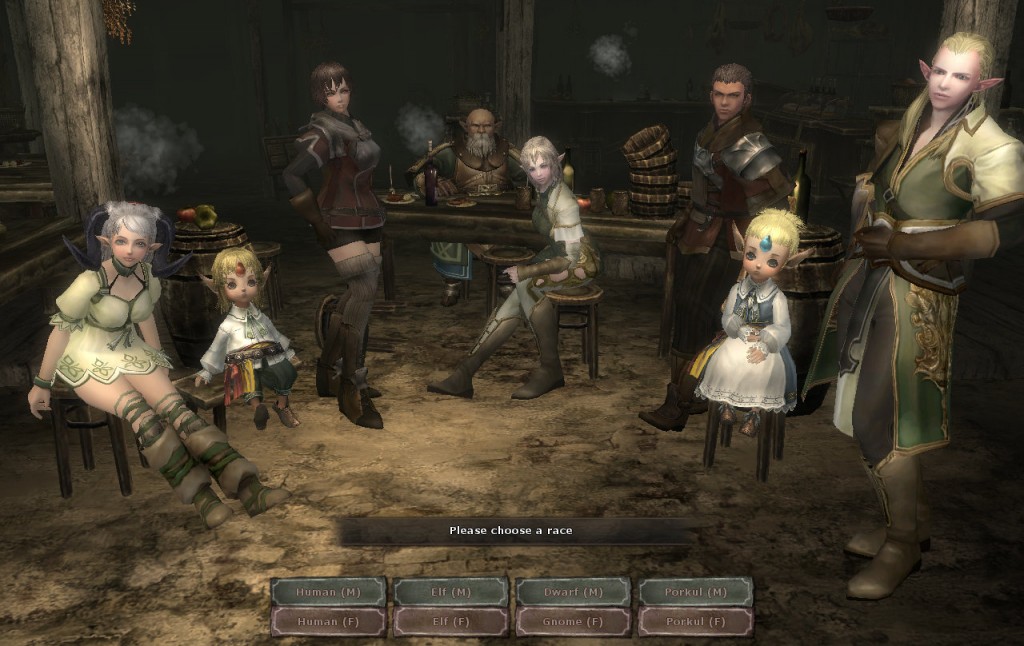 Please choose a race
Human (M) Elf (M) Dwarf (M) Porkul (M)
Human (F) Elf (F) Gnome (F) Porkul (F)